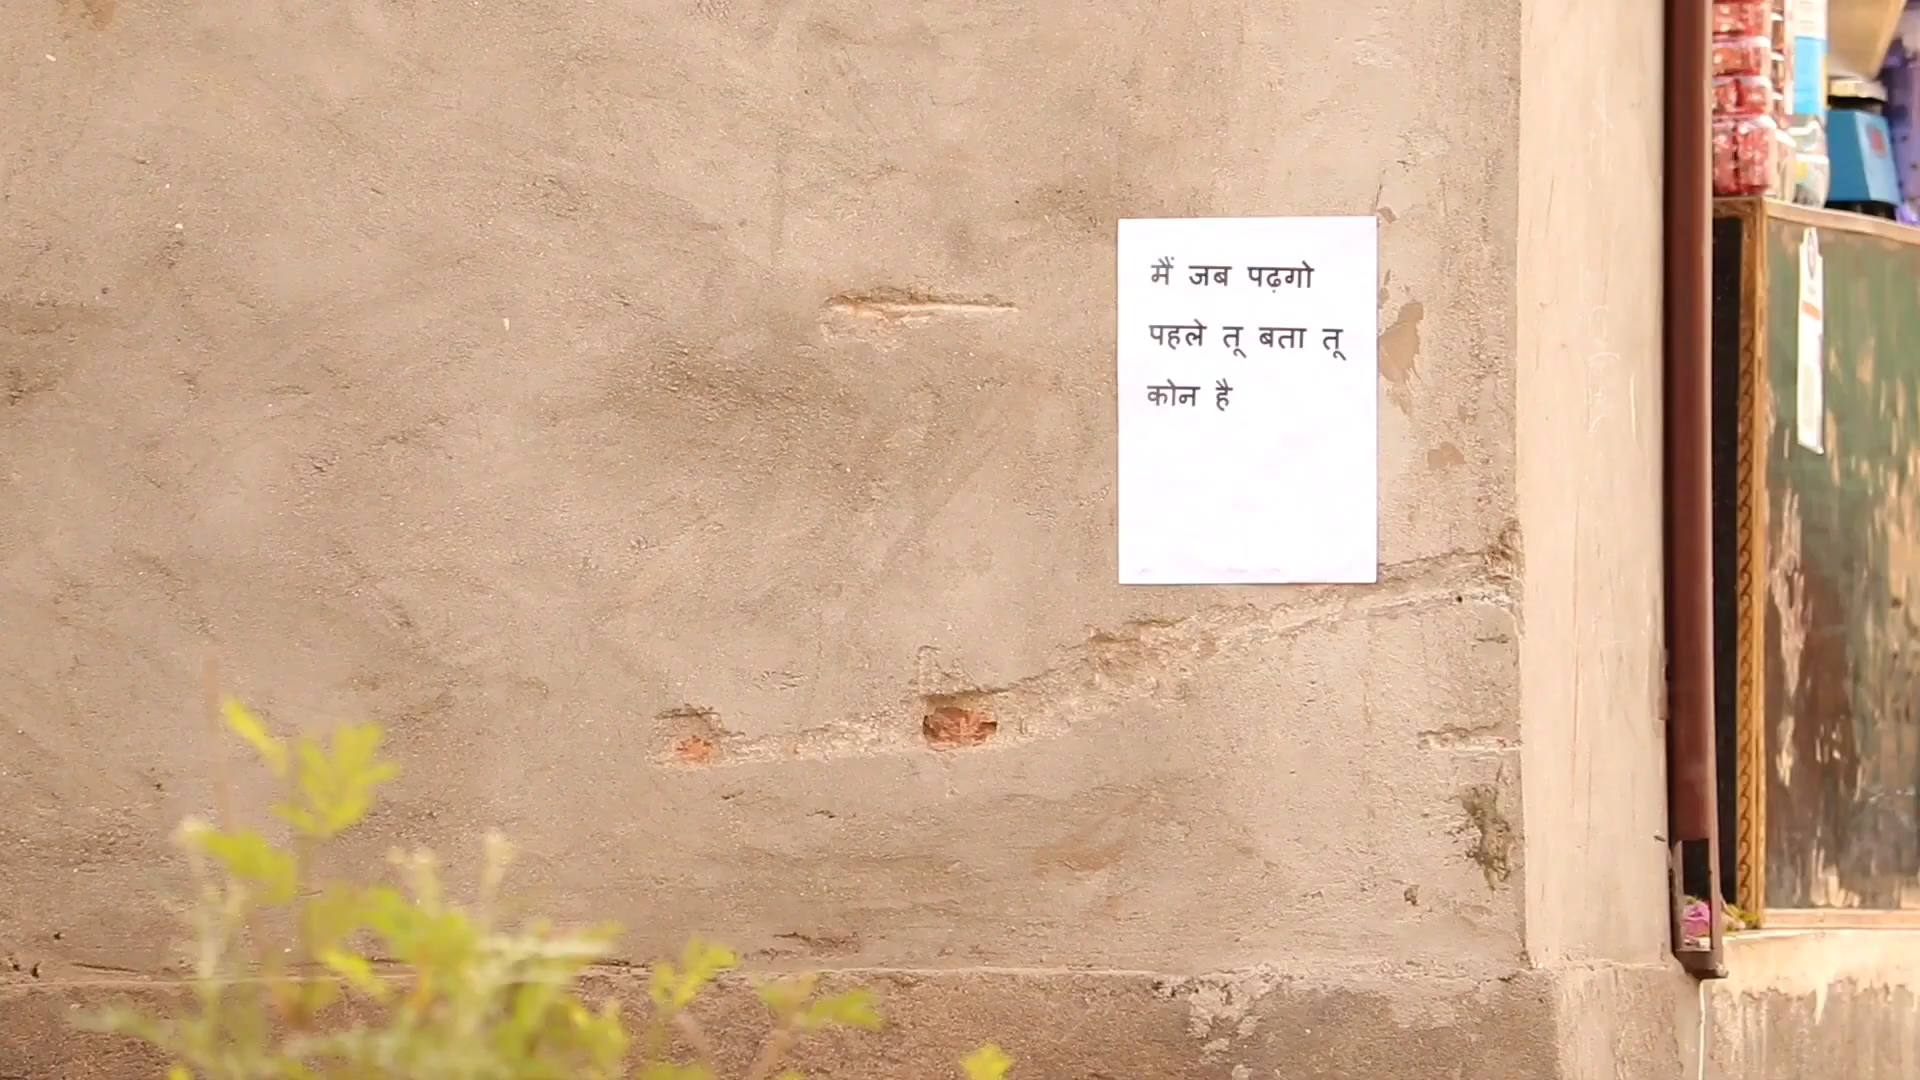 मैं जब पढ़गो
पहले तू बता तू
कोन है